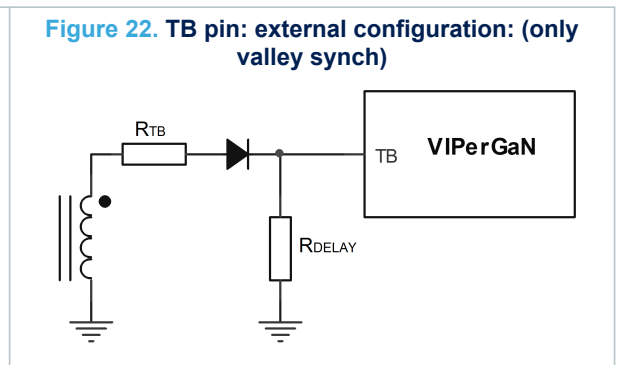 Figure 22. TB pin: external configuration: (only
valley synch)
RTB
TB
VIPerGaN
RDELAY